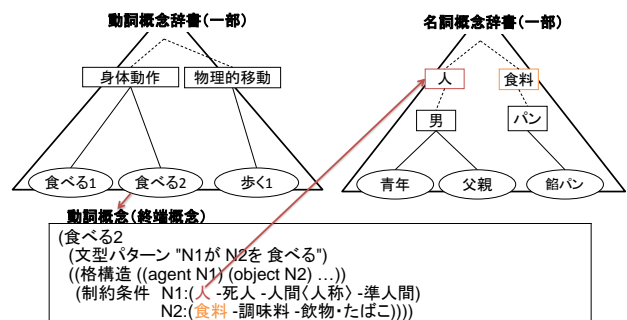 動詞概念辞書(一部)
名詞概念辞書(一部)
身体動作
物理的移動
人
食料
男
パン
食べる1
食べる2
歩く1
青年
父親
餡パン
動詞概念(終端概念)
(食べる2
(文型パターン "N1が N2を 食べる")
((格構造 ((agent N1) (object N2) …))
(制約条件 N1:(人 -死人 -人間〈人称〉 -準人間)
N2:(食料 -調味料 -飲物・たばこ))))